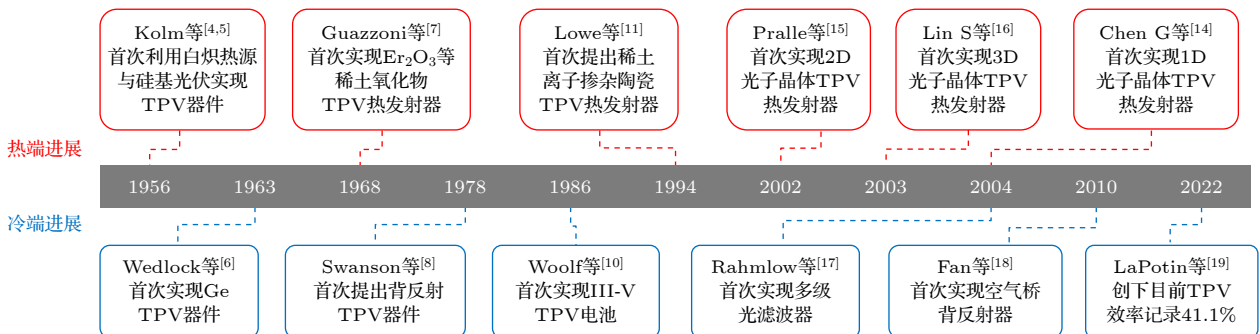 Kolm等[4,5]
首次利用白炽热源
与硅基光伏实现
TPV器件
Guazzoni等[7]
首次实现Er₂O₃等
稀土氧化物
TPV热发射器
Lowe等[11]
首次提出稀土
离子掺杂陶瓷
TPV热发射器
Pralle等[15]
首次实现2D
光子晶体TPV
热发射器
Lin S等[16]
首次实现3D
光子晶体TPV
热发射器
Chen G等[14]
首次实现1D
光子晶体TPV
热发射器
热端进展
1956 1963 1968 1978 1986 1994 2002 2003 2004 2010 2022
冷端进展
Wedlock等[6]
首次实现Ge
TPV器件
Swanson等[8]
首次提出背反射
TPV器件
Woolf等[10]
首次实现III-V
TPV电池
Rahmlow等[17]
首次实现多级
光滤波器
Fan等[18]
首次实现空气桥
背反射器
LaPotin等[19]
创下目前TPV
效率记录41.1%